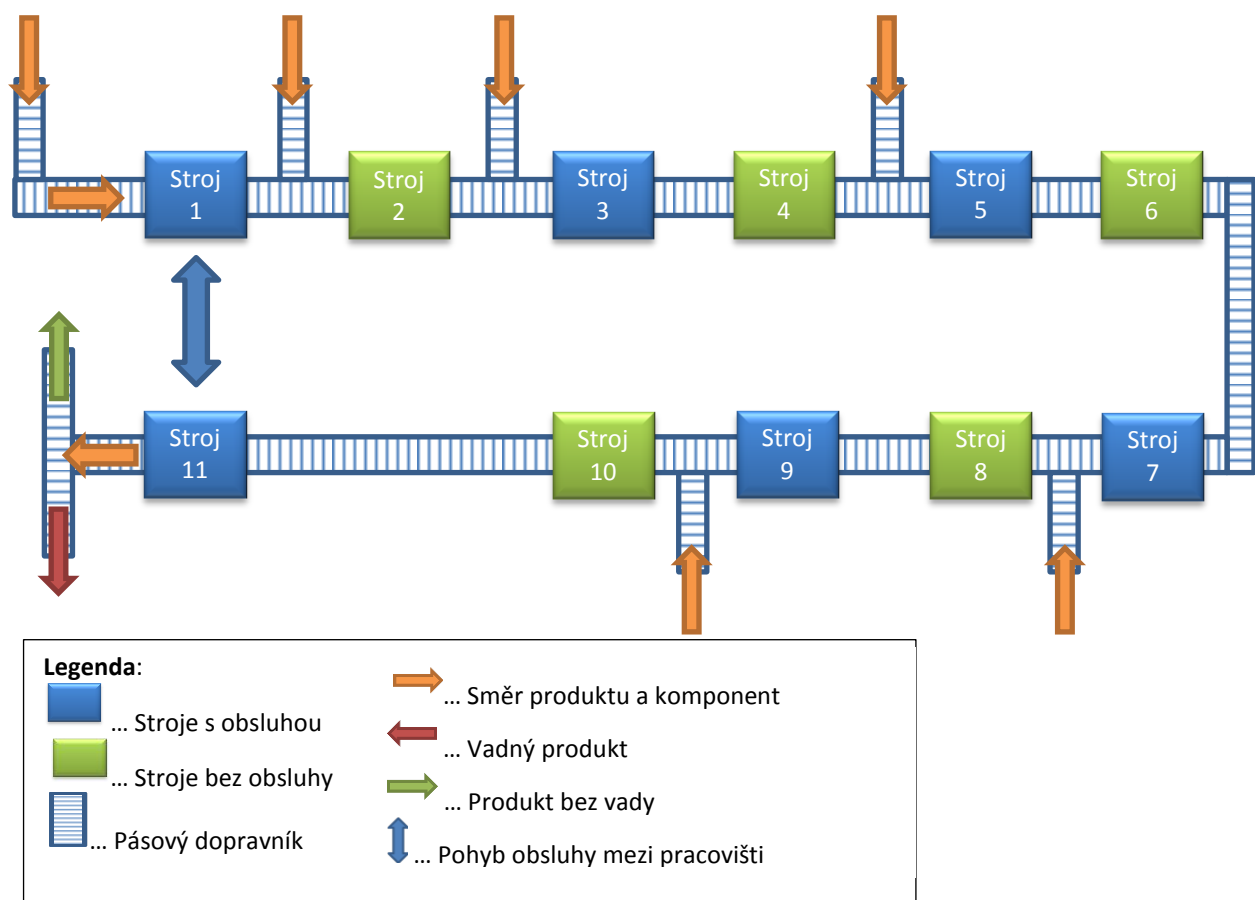 Stroj
1
Stroj
2
Stroj
3
Stroj
4
Stroj
5
Stroj
6
Stroj
11
Stroj
10
Stroj
9
Stroj
8
Stroj
7
Legenda:
... Stroje s obsluhou
... Stroje bez obsluhy
... Pásový dopravník
... Směr produktu a komponent
... Vadný produkt
... Produkt bez vady
... Pohyb obsluhy mezi pracovišti